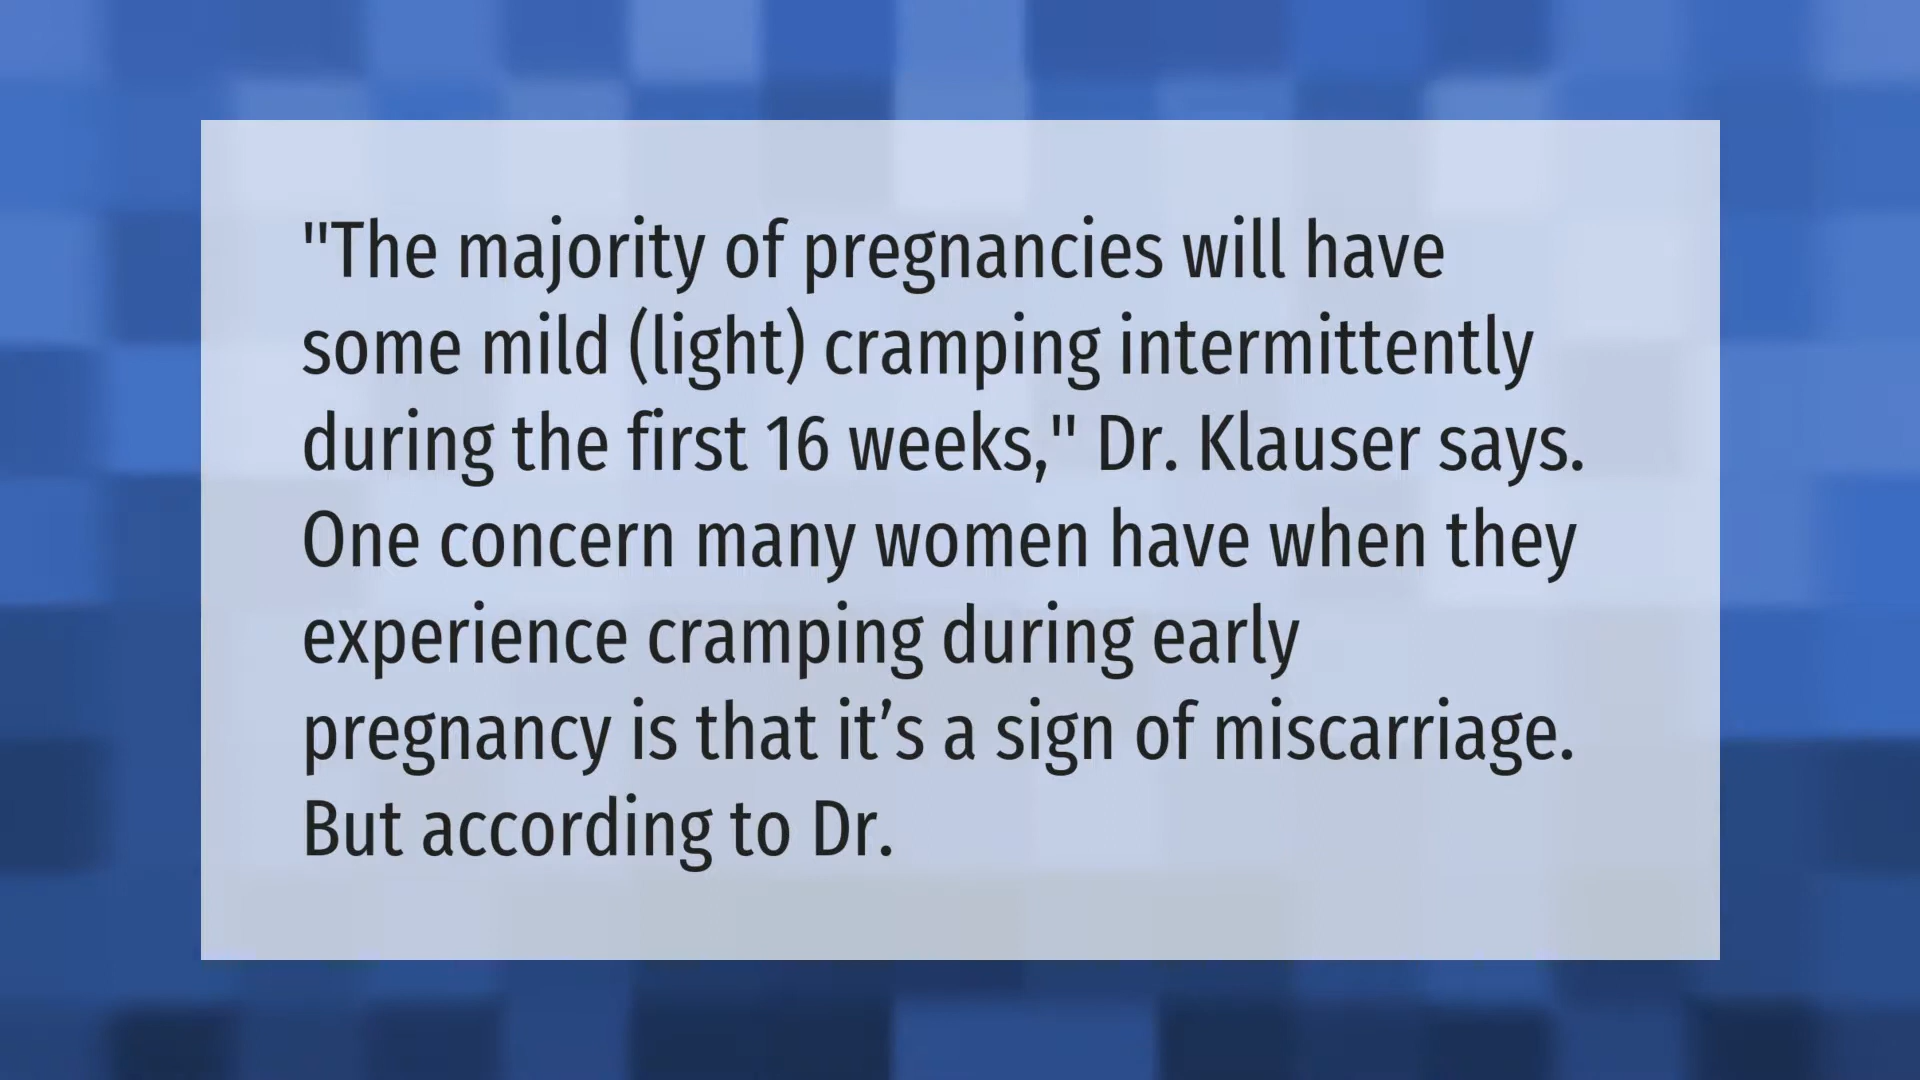 "The majority of pregnancies will have
some mild (light) cramping intermittently
during the first 16 weeks," Dr. Klauser says.
One concern many women have when they
experience cramping during early
pregnancy is that it’s a sign of miscarriage.
But according to Dr.